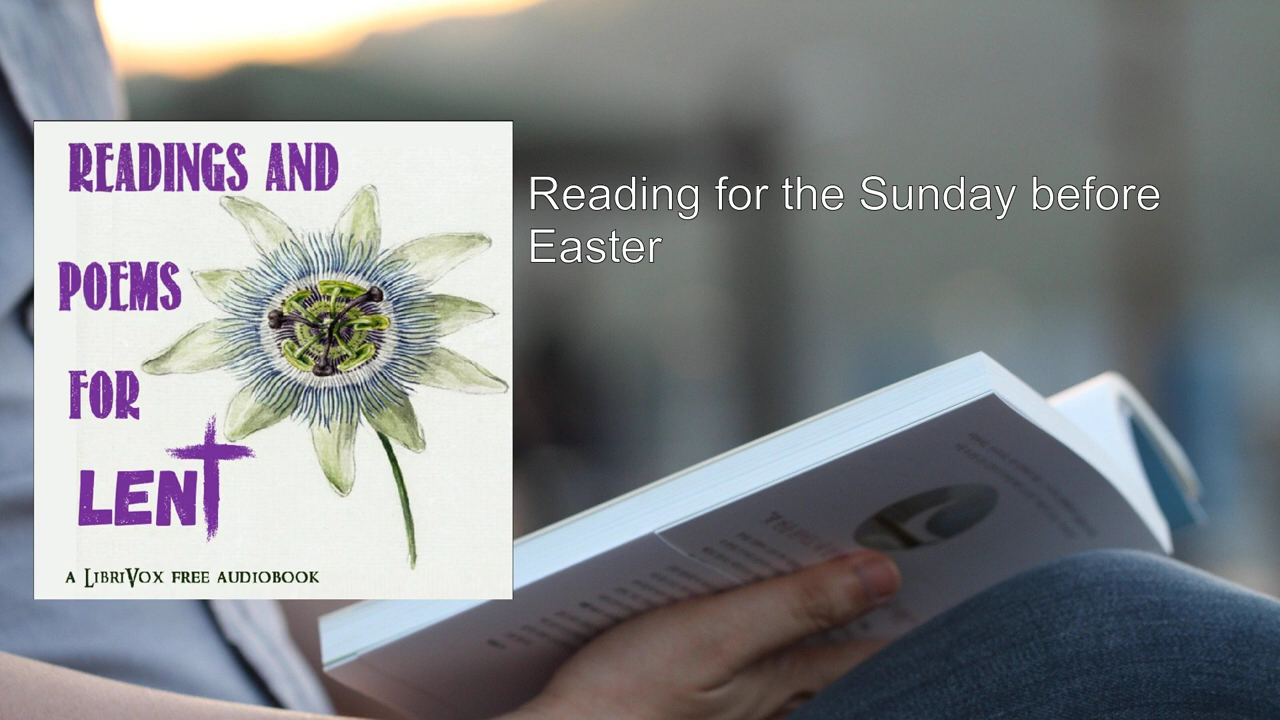 READINGS AND
POEMS
FOR
LENT
A LIBRIVOX FREE AUDIOBOOK
Reading for the Sunday before
Easter